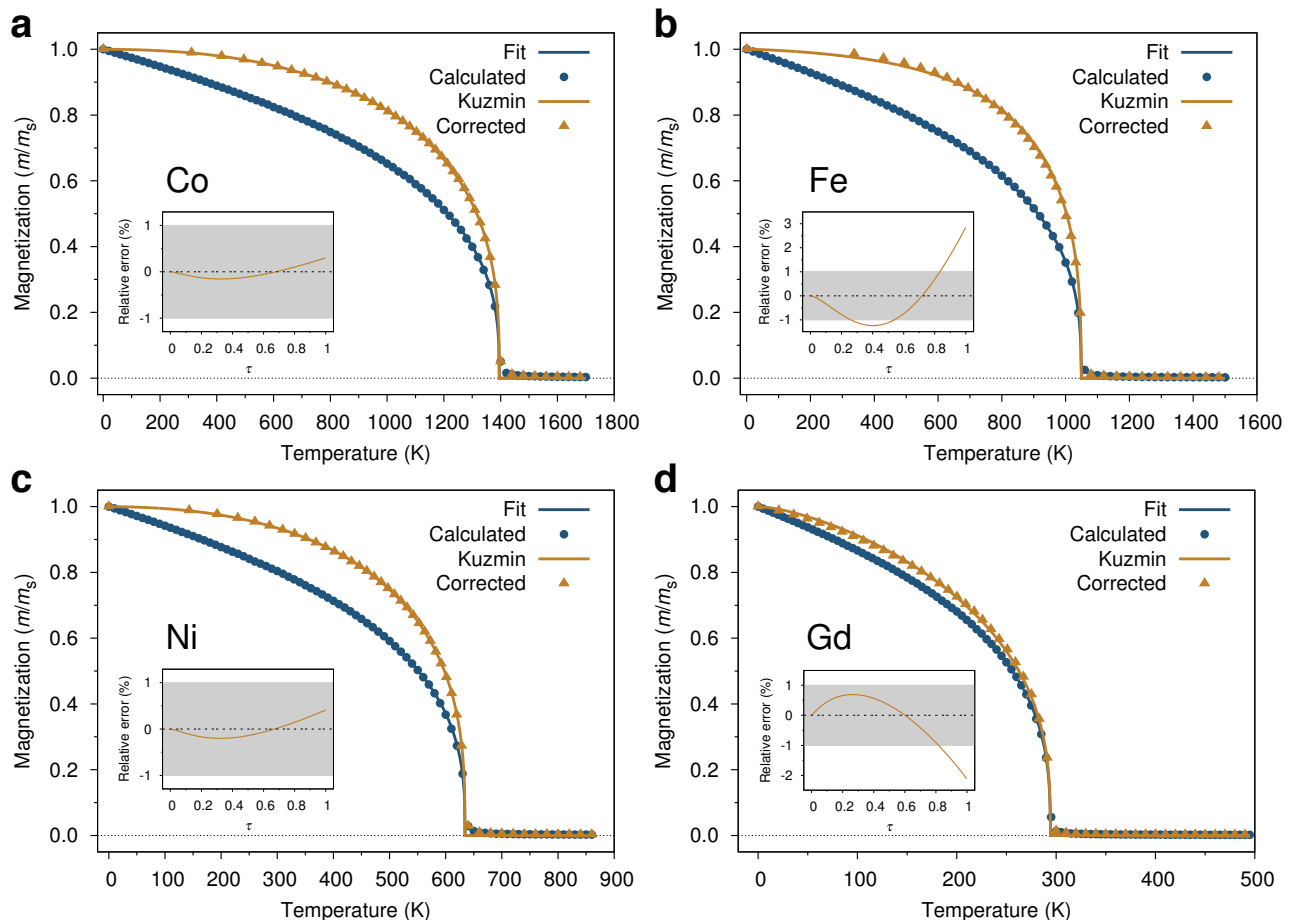 a
1.0
0.8
0.6
0.4
0.2
0.0
Magnetization (m/ms)
Fit
Calculated
Kuzmin
Corrected
Co
1
0
-1
Relative error (%)
0 0.2 0.4 0.6 0.8 1
τ
0 200 400 600 800 1000 1200 1400 1600 1800
Temperature (K)
b
1.0
0.8
0.6
0.4
0.2
0.0
Magnetization (m/ms)
Fit
Calculated
Kuzmin
Corrected
Fe
3
2
1
0
-1
Relative error (%)
0 0.2 0.4 0.6 0.8 1
τ
0 200 400 600 800 1000 1200 1400 1600
Temperature (K)
c
1.0
0.8
0.6
0.4
0.2
0.0
Magnetization (m/ms)
Fit
Calculated
Kuzmin
Corrected
Ni
1
0
-1
Relative error (%)
0 0.2 0.4 0.6 0.8 1
τ
0 100 200 300 400 500 600 700 800 900
Temperature (K)
d
1.0
0.8
0.6
0.4
0.2
0.0
Magnetization (m/ms)
Fit
Calculated
Kuzmin
Corrected
Gd
1
0
-1
-2
Relative error (%)
0 0.2 0.4 0.6 0.8 1
τ
0 100 200 300 400 500
Temperature (K)